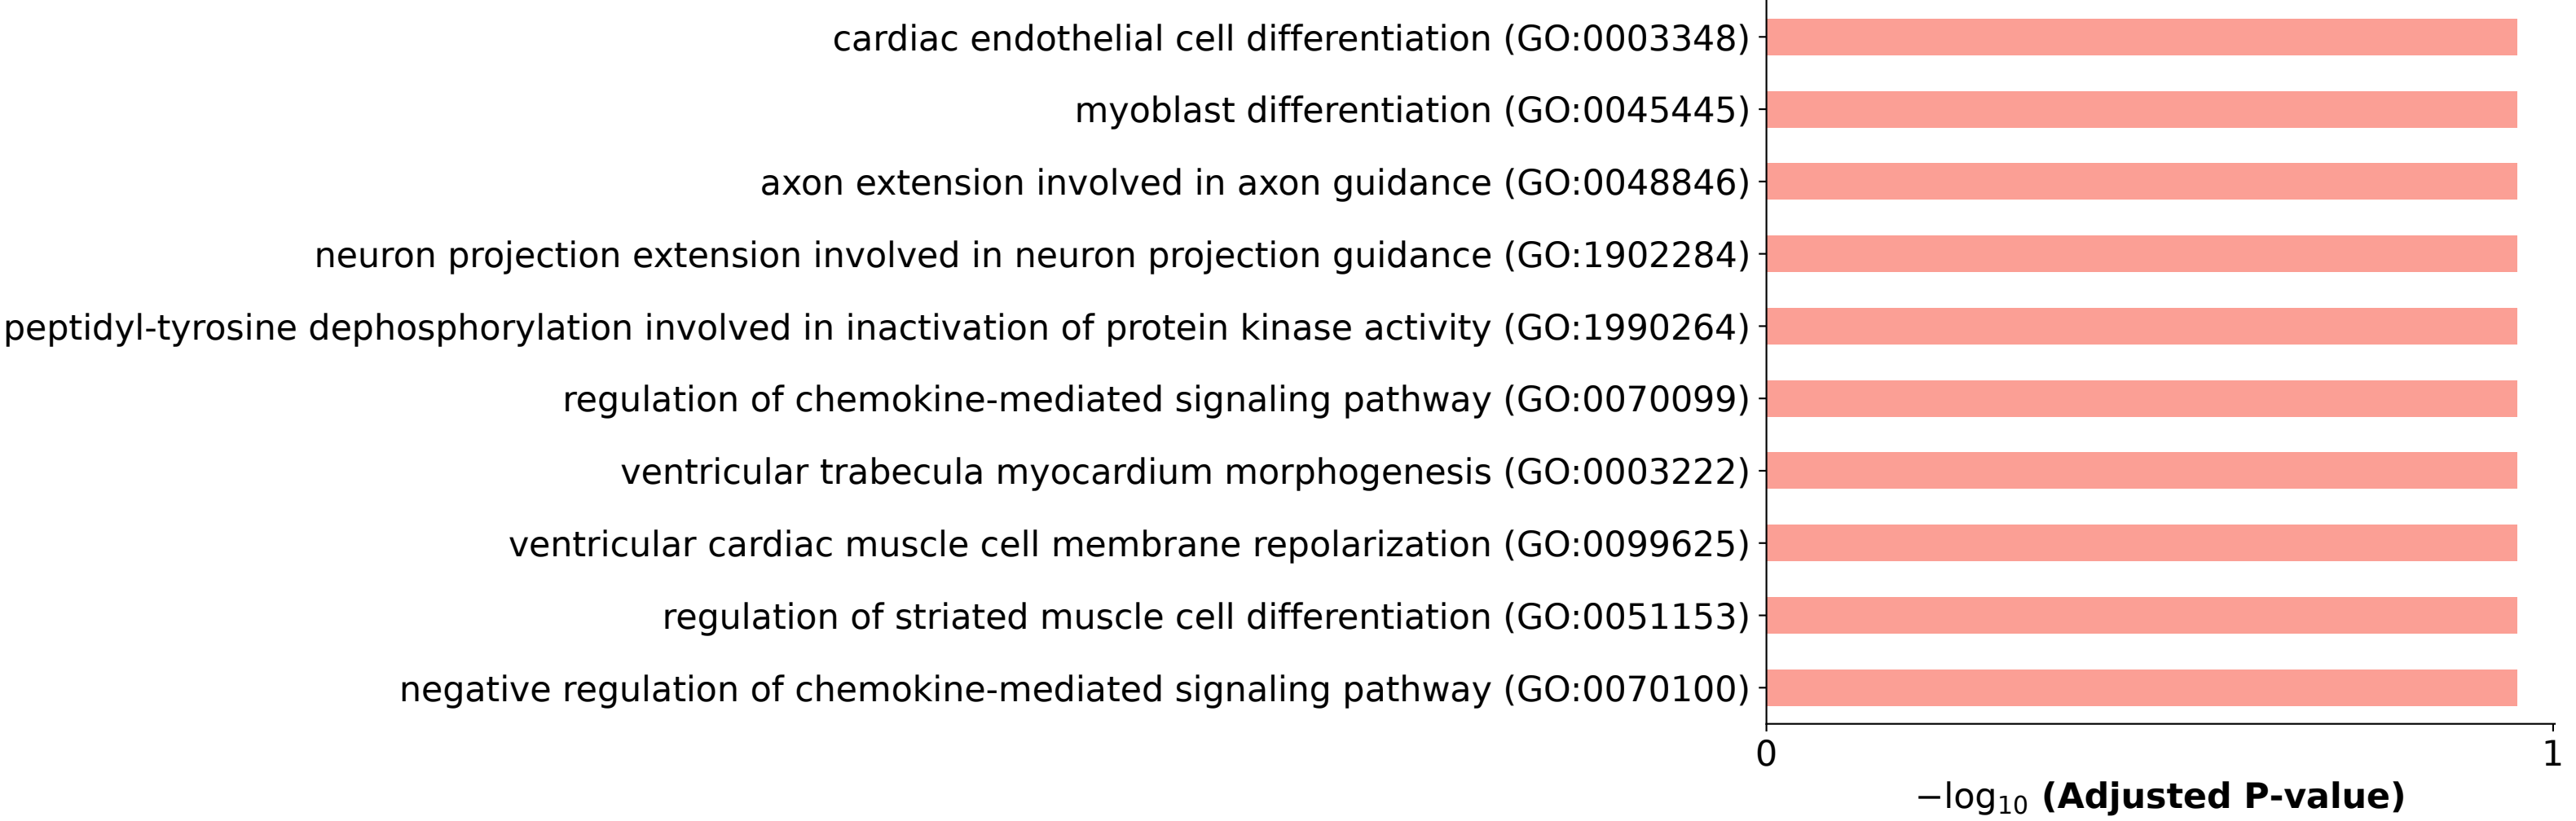 cardiac endothelial cell differentiation (GO:0003348)
myoblast differentiation (GO:0045445)
axon extension involved in axon guidance (GO:0048846)
neuron projection extension involved in neuron projection guidance (GO:1902284)
peptidyl-tyrosine dephosphorylation involved in inactivation of protein kinase activity (GO:1990264)
regulation of chemokine-mediated signaling pathway (GO:0070099)
ventricular trabecula myocardium morphogenesis (GO:0003222)
ventricular cardiac muscle cell membrane repolarization (GO:0099625)
regulation of striated muscle cell differentiation (GO:0051153)
negative regulation of chemokine-mediated signaling pathway (GO:0070100)
0 1
−log₁₀ (Adjusted P-value)